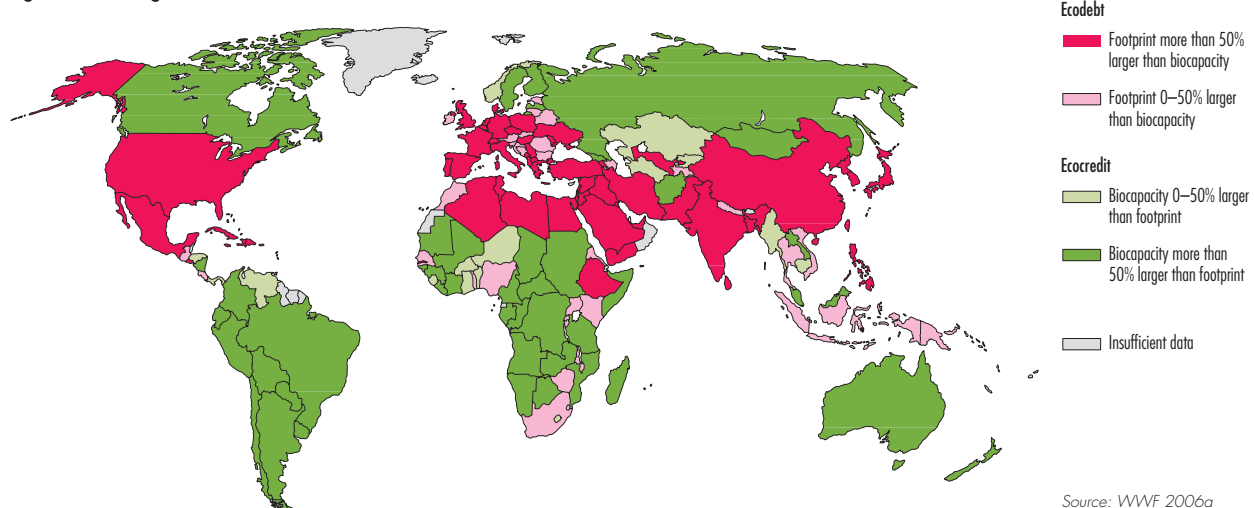 Ecodebt
Footprint more than 50%
larger than biocapacity
Footprint 0–50% larger
than biocapacity
Ecocredit
Biocapacity 0–50% larger
than footprint
Biocapacity more than
50% larger than footprint
Insufficient data
Source: WWF 2006a